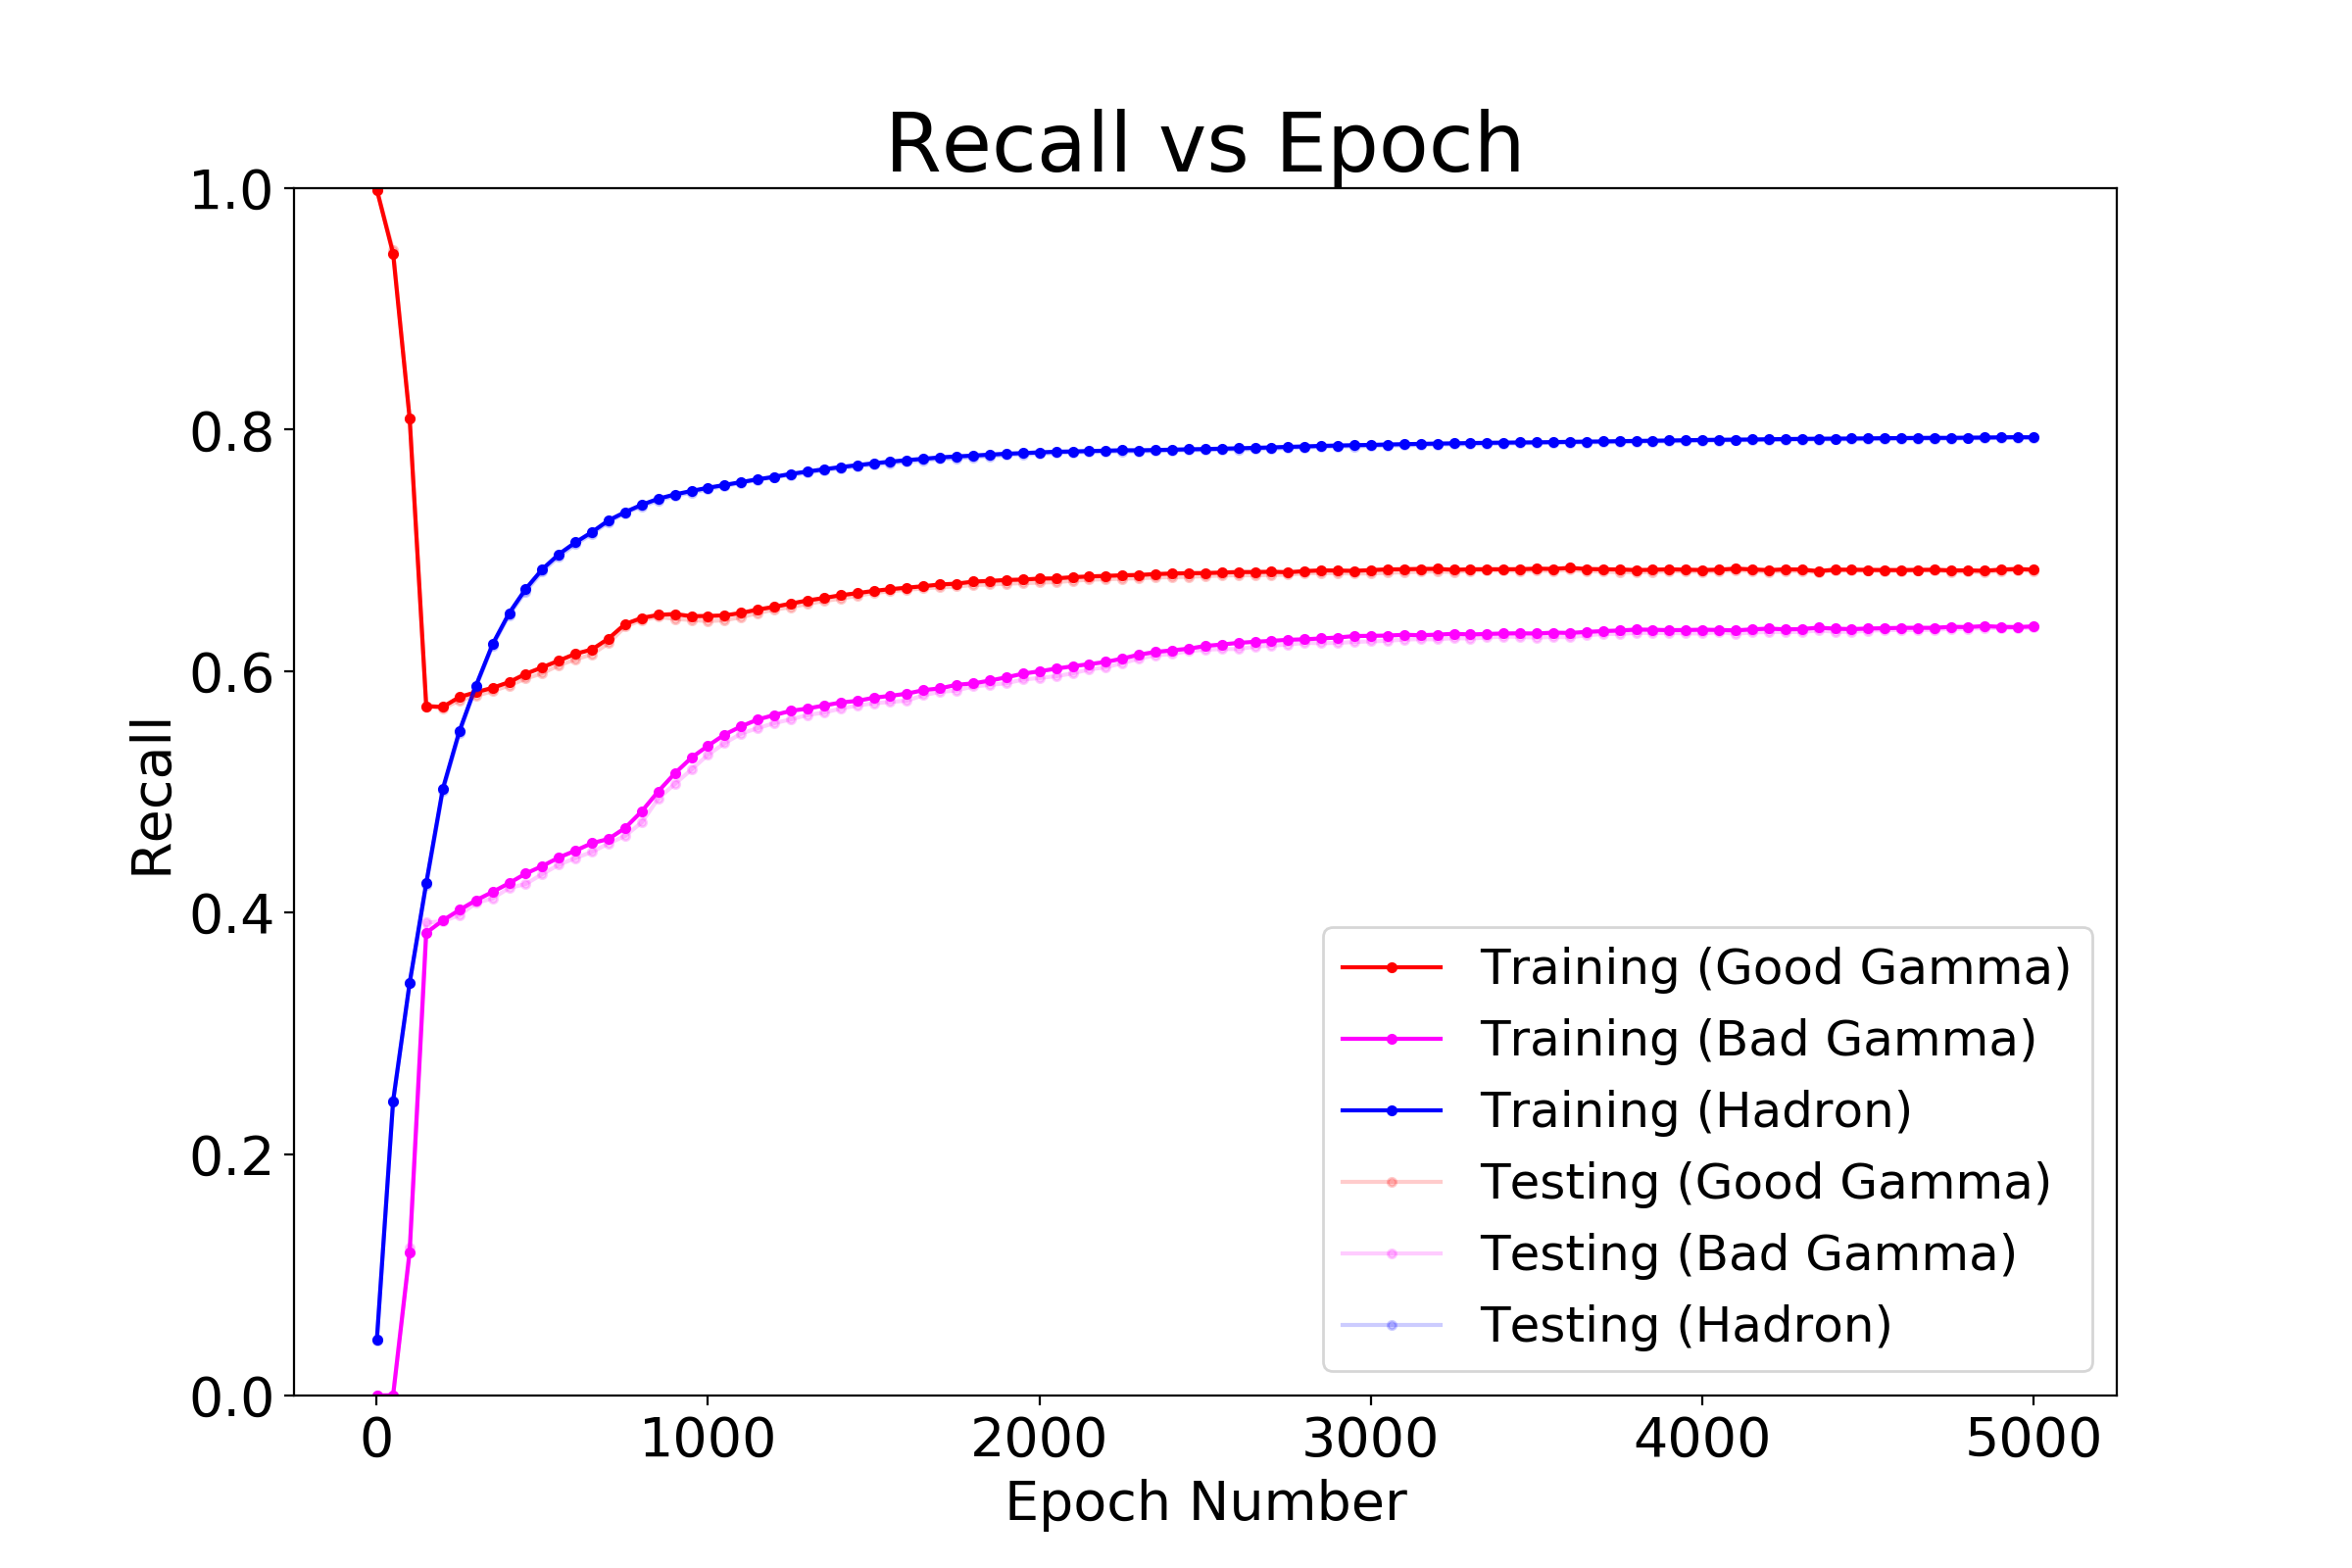 Recall vs Epoch
1.0
0.8
0.6
0.4
0.2
0.0
Recall
0 1000 2000 3000 4000 5000
Epoch Number
Training (Good Gamma)
Training (Bad Gamma)
Training (Hadron)
Testing (Good Gamma)
Testing (Bad Gamma)
Testing (Hadron)